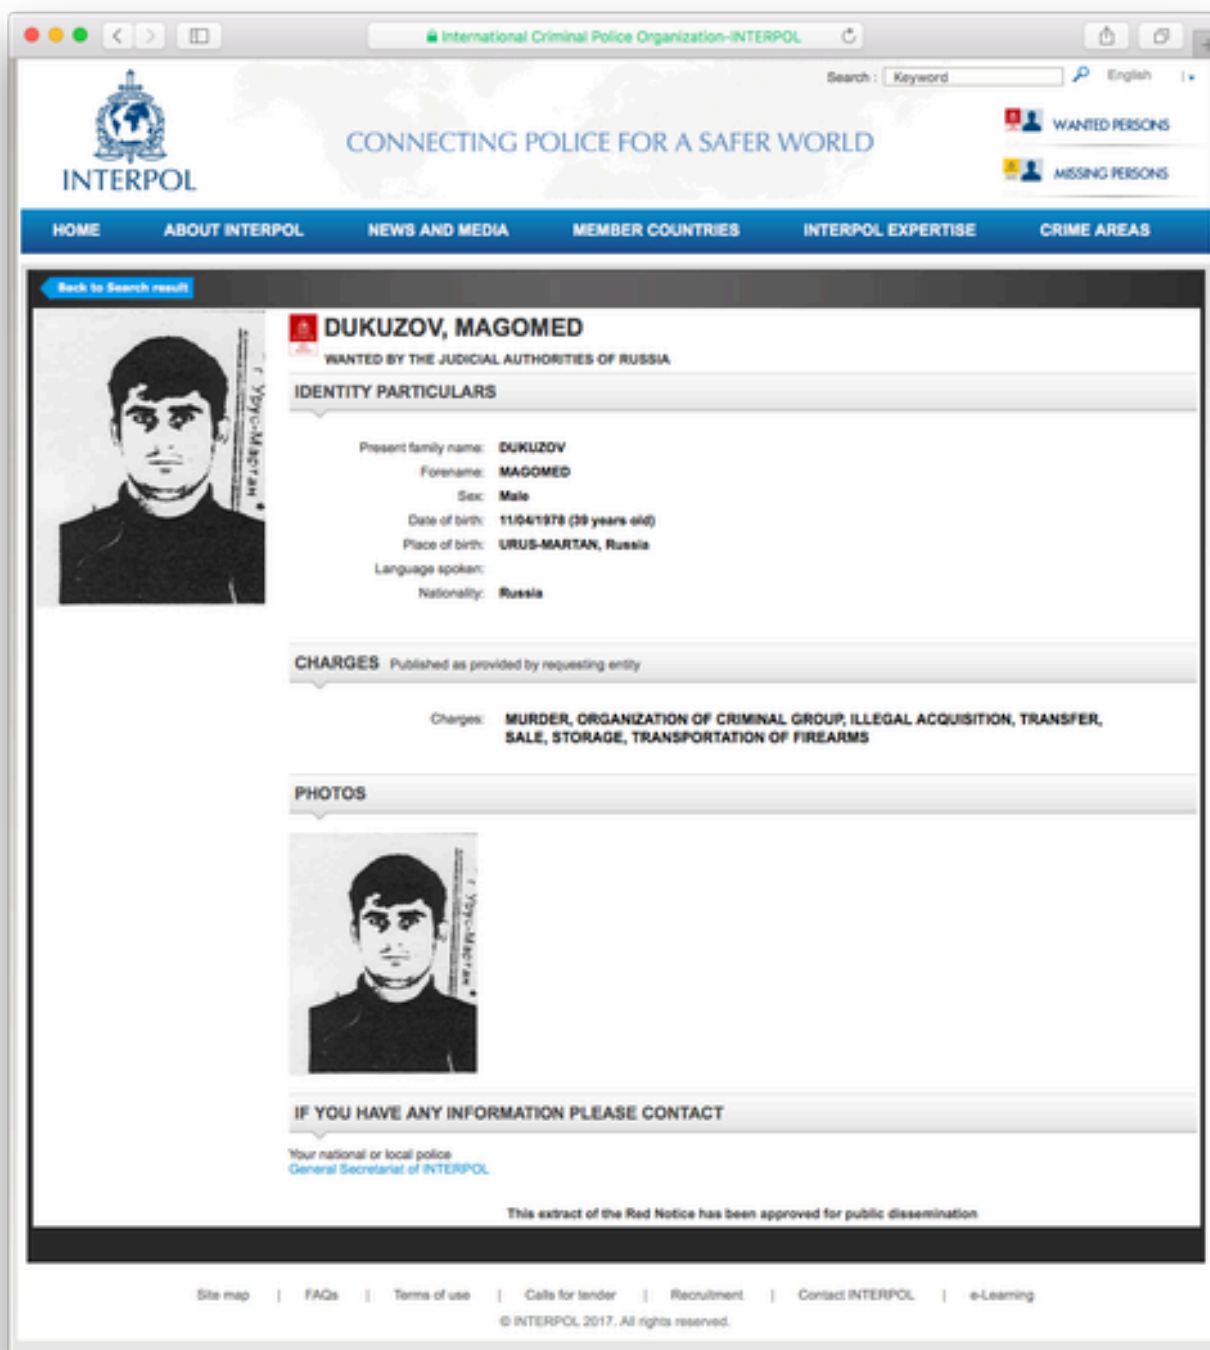 International Criminal Police Organization-INTERPOL
Search : Keyword English
CONNECTING POLICE FOR A SAFER WORLD
WANTED PERSONS
MISSING PERSONS
INTERPOL
HOME ABOUT INTERPOL NEWS AND MEDIA MEMBER COUNTRIES INTERPOL EXPERTISE CRIME AREAS
Back to Search result
г Урус-Мартан
DUKUZOV, MAGOMED
WANTED BY THE JUDICIAL AUTHORITIES OF RUSSIA
IDENTITY PARTICULARS
Present family name: DUKUZOV
Forename: MAGOMED
Sex: Male
Date of birth: 11/04/1978 (39 years old)
Place of birth: URUS-MARTAN, Russia
Language spoken:
Nationality: Russia
CHARGES Published as provided by requesting entity
Charges: MURDER, ORGANIZATION OF CRIMINAL GROUP, ILLEGAL ACQUISITION, TRANSFER,
SALE, STORAGE, TRANSPORTATION OF FIREARMS
PHOTOS
г Урус-Мартан
IF YOU HAVE ANY INFORMATION PLEASE CONTACT
Your national or local police
General Secretariat of INTERPOL
This extract of the Red Notice has been approved for public dissemination
Site map | FAQs | Terms of use | Calls for tender | Recruitment | Contact INTERPOL | e-Learning
© INTERPOL 2017. All rights reserved.